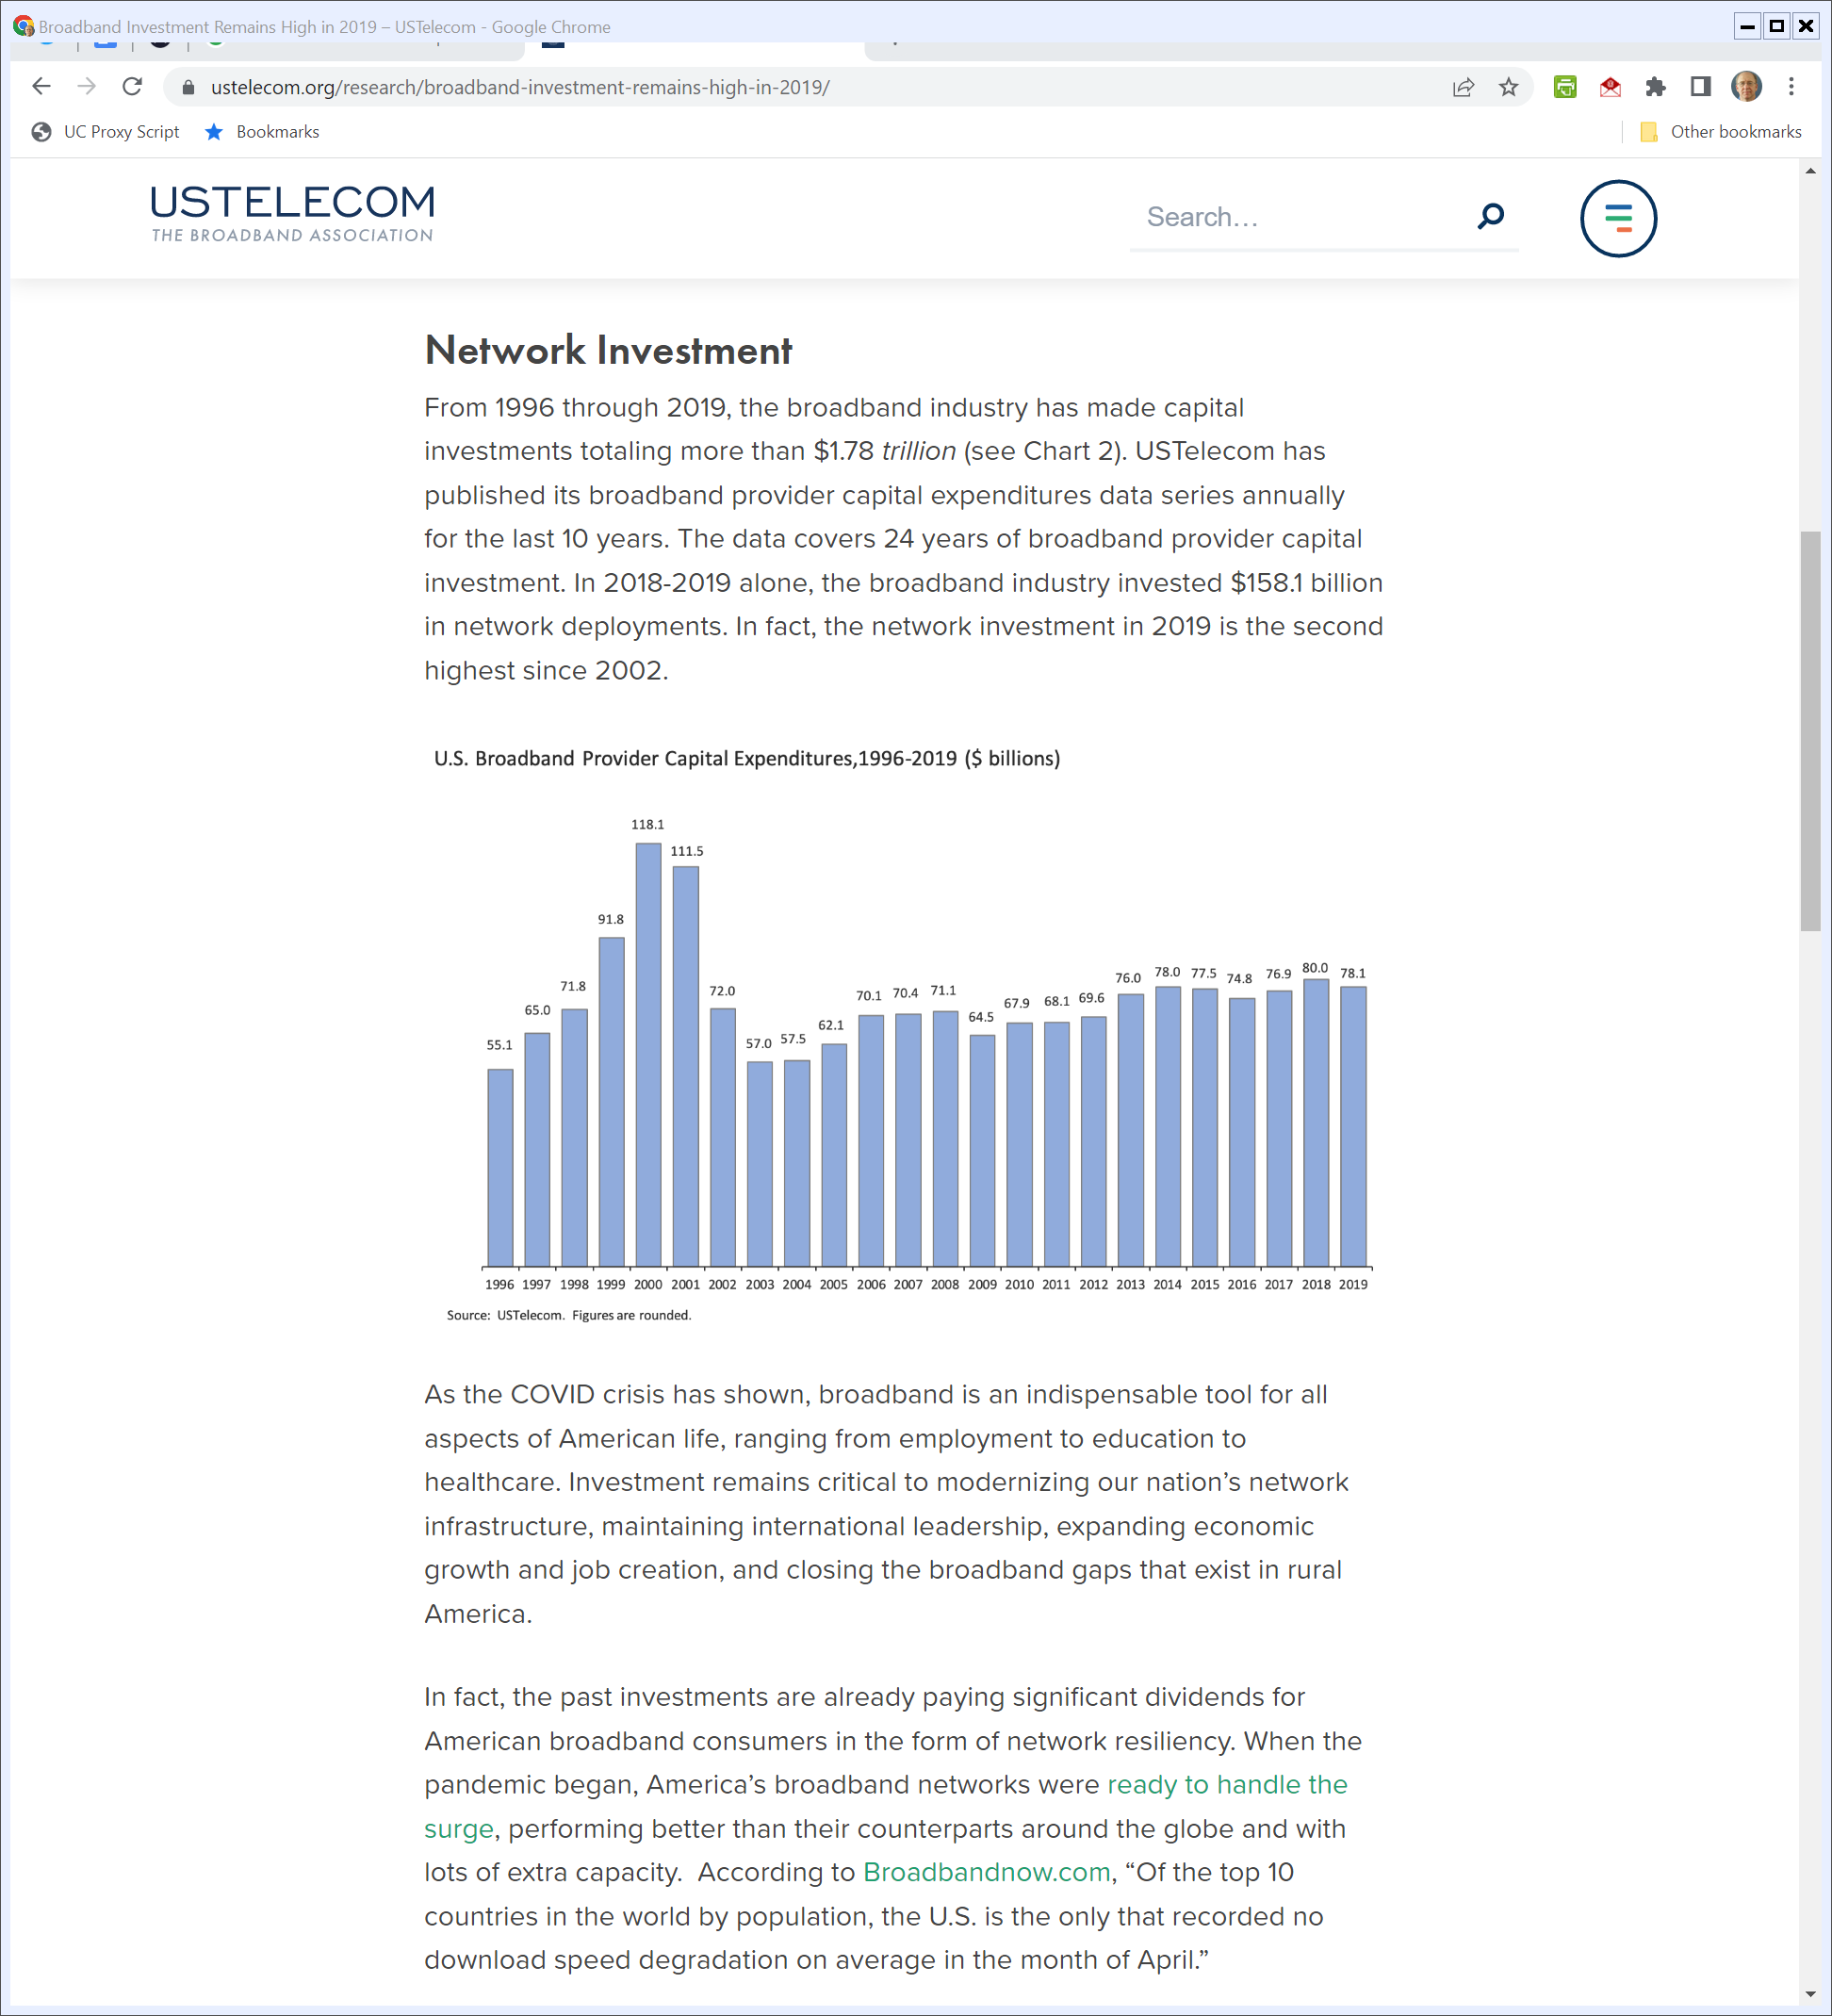 Broadband Investment Remains High in 2019 – USTelecom - Google Chrome
ustelecom.org/research/broadband-investment-remains-high-in-2019/
UC Proxy Script Bookmarks Other bookmarks
USTELECOM
THE BROADBAND ASSOCIATION
Search...
Network Investment
From 1996 through 2019, the broadband industry has made capital
investments totaling more than $1.78 trillion (see Chart 2). USTelecom has
published its broadband provider capital expenditures data series annually
for the last 10 years. The data covers 24 years of broadband provider capital
investment. In 2018-2019 alone, the broadband industry invested $158.1 billion
in network deployments. In fact, the network investment in 2019 is the second
highest since 2002.
U.S. Broadband Provider Capital Expenditures,1996-2019 ($ billions)
55.1 65.0 71.8 91.8 118.1 111.5 72.0 57.0 57.5 62.1 70.1 70.4 71.1 64.5 67.9 68.1 69.6 76.0 78.0 77.5 74.8 76.9 80.0 78.1
1996 1997 1998 1999 2000 2001 2002 2003 2004 2005 2006 2007 2008 2009 2010 2011 2012 2013 2014 2015 2016 2017 2018 2019
Source: USTelecom. Figures are rounded.
As the COVID crisis has shown, broadband is an indispensable tool for all
aspects of American life, ranging from employment to education to
healthcare. Investment remains critical to modernizing our nation’s network
infrastructure, maintaining international leadership, expanding economic
growth and job creation, and closing the broadband gaps that exist in rural
America.
In fact, the past investments are already paying significant dividends for
American broadband consumers in the form of network resiliency. When the
pandemic began, America’s broadband networks were ready to handle the
surge, performing better than their counterparts around the globe and with
lots of extra capacity.  According to Broadbandnow.com, “Of the top 10
countries in the world by population, the U.S. is the only that recorded no
download speed degradation on average in the month of April.”